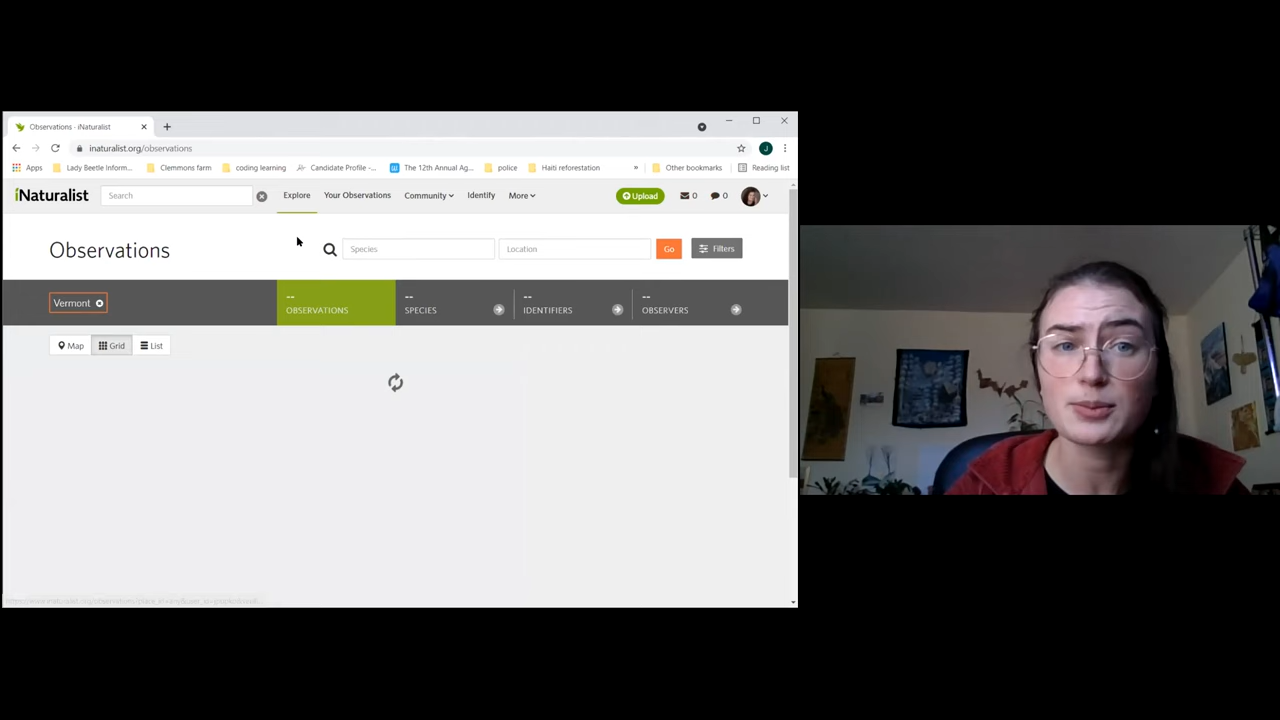 Observations · iNaturalist
inaturalist.org/observations
J
Apps
Lady Beetle Inform...
Clemmons farm
coding learning
Candidate Profile -...
The 12th Annual Ag...
police
Haiti reforestation
»
Other bookmarks
Reading list
iNaturalist
Search
Explore
Your Observations
Community
Identify
More
Upload
0
0
Observations
Species
Location
Go
Filters
Vermont
--
OBSERVATIONS
--
SPECIES
--
IDENTIFIERS
--
OBSERVERS
Map
Grid
List